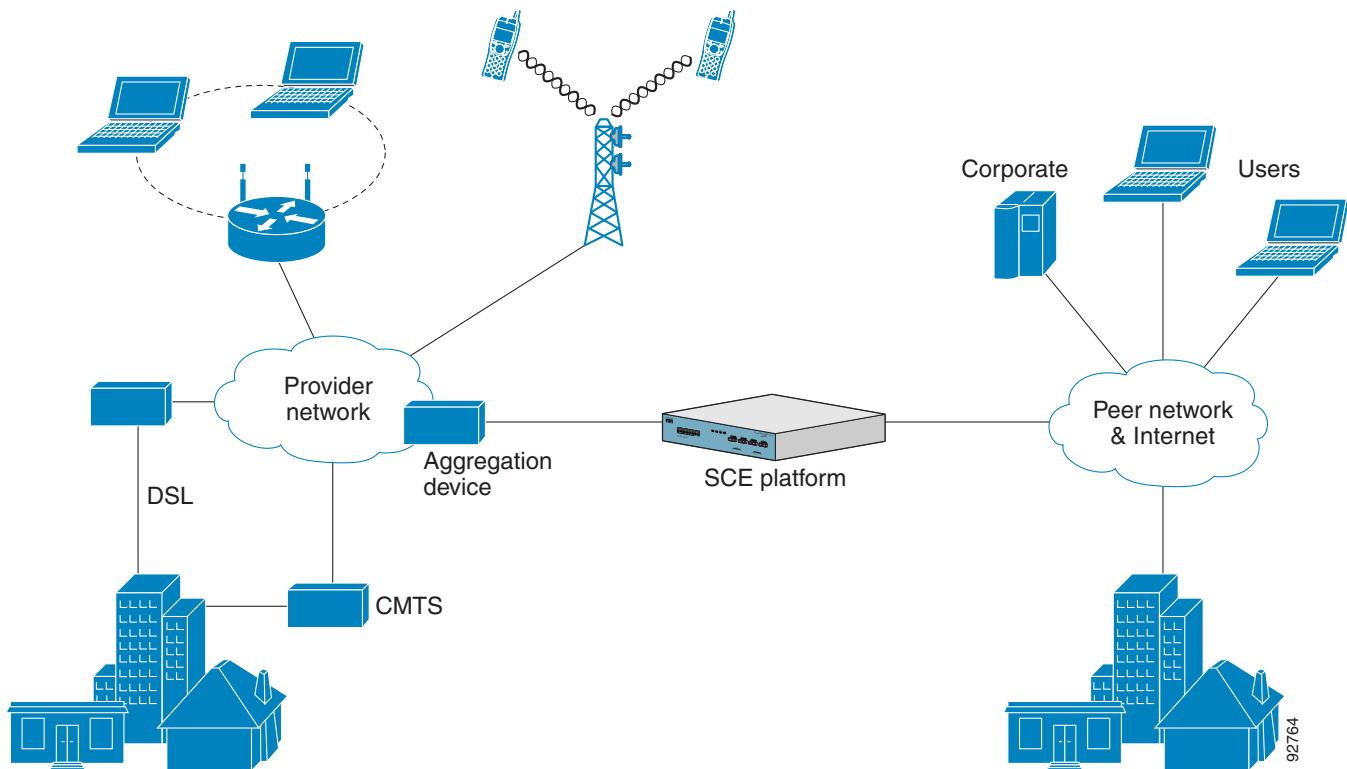 Corporate
Users
Provider
network
Peer network
& Internet
Aggregation
device
SCE platform
DSL
CMTS
92764